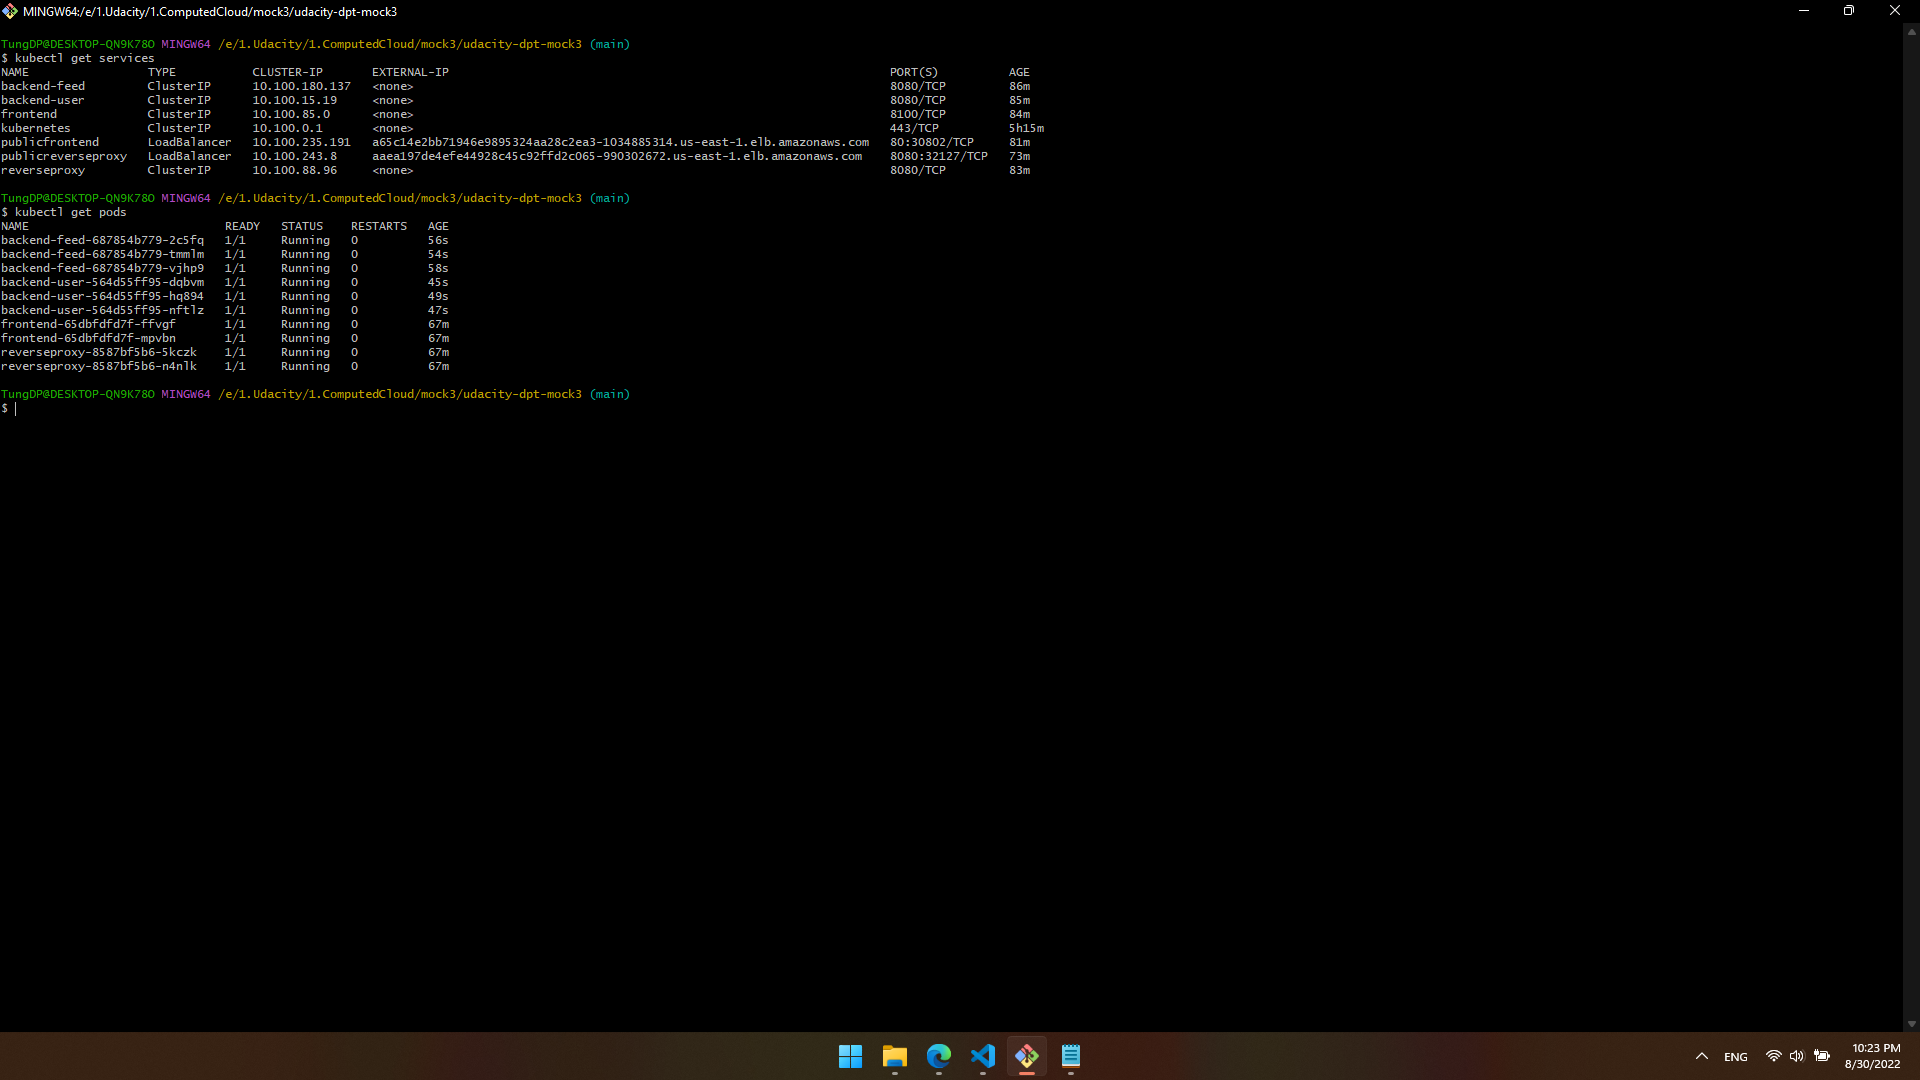 MINGW64:/e/1.Udacity/1.ComputedCloud/mock3/udacity-dpt-mock3
TungDP@DESKTOP-QN9K78O MINGW64 /e/1.Udacity/1.ComputedCloud/mock3/udacity-dpt-mock3 (main)
$ kubectl get services
NAME TYPE CLUSTER-IP EXTERNAL-IP PORT(S) AGE
backend-feed ClusterIP 10.100.180.137 <none> 8080/TCP 86m
backend-user ClusterIP 10.100.15.19 <none> 8080/TCP 85m
frontend ClusterIP 10.100.85.0 <none> 8100/TCP 84m
kubernetes ClusterIP 10.100.0.1 <none> 443/TCP 5h15m
publicfrontend LoadBalancer 10.100.235.191 a65c14e2bb71946e9895324aa28c2ea3-1034885314.us-east-1.elb.amazonaws.com 80:30802/TCP 81m
publicreverseproxy LoadBalancer 10.100.243.8 aaea197de4efe44928c45c92ffd2c065-990302672.us-east-1.elb.amazonaws.com 8080:32127/TCP 73m
reverseproxy ClusterIP 10.100.88.96 <none> 8080/TCP 83m
TungDP@DESKTOP-QN9K78O MINGW64 /e/1.Udacity/1.ComputedCloud/mock3/udacity-dpt-mock3 (main)
$ kubectl get pods
NAME READY STATUS RESTARTS AGE
backend-feed-687854b779-2c5fq 1/1 Running 0 56s
backend-feed-687854b779-tmmlm 1/1 Running 0 54s
backend-feed-687854b779-vjhp9 1/1 Running 0 58s
backend-user-564d55ff95-dqbvm 1/1 Running 0 45s
backend-user-564d55ff95-hq894 1/1 Running 0 49s
backend-user-564d55ff95-nftlz 1/1 Running 0 47s
frontend-65dbfdfd7f-ffvgf 1/1 Running 0 67m
frontend-65dbfdfd7f-mpvbn 1/1 Running 0 67m
reverseproxy-8587bf5b6-5kczk 1/1 Running 0 67m
reverseproxy-8587bf5b6-n4nlk 1/1 Running 0 67m
TungDP@DESKTOP-QN9K78O MINGW64 /e/1.Udacity/1.ComputedCloud/mock3/udacity-dpt-mock3 (main)
$
ENG
10:23 PM
8/30/2022